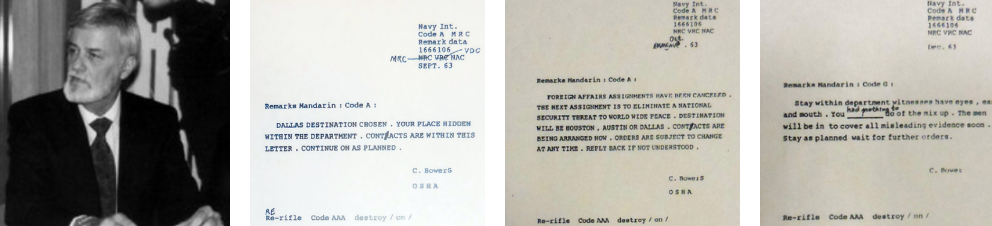 Navy Int.
Code A M R C
Remark data
1666106 VDC
MRC NRC VRC NAC
SEPT. 63
Remarks Mandarin : Code A :
DALLAS DESTINATION CHOSEN . YOUR PLACE HIDDEN
WITHIN THE DEPARTMENT . CONTACTS ARE WITHIN THIS
LETTER . CONTINUE ON AS PLANNED .
C. Bowers
OSHA
RE
Re-rifle Code AAA destroy / on /
Navy Int.
Code A M R C
Remark data
1666106
NRC VRC NAC
. 63
Remarks Mandarin : Code A :
FOREIGN AFFAIRS ASSIGNMENTS HAVE BEEN CANCELED .
THE NEXT ASSIGNMENT IS TO ELIMINATE A NATIONAL
SECURITY THREAT TO WORLD WIDE PEACE . DESTINATION
WILL BE HOUSTON , AUSTIN OR DALLAS . CONTACTS ARE
BEING ARRANGED NOW . ORDERS ARE SUBJECT TO CHANGE
AT ANY TIME . REPLY BACK IF NOT UNDERSTOOD .
C. Bowers
OSHA
Re-rifle Code AAA destroy / on /
Navy Int.
Code A M R C
Remark data
1666106
NRC VRC NAC
Dec. 63
Remarks Mandarin : Code G :
Stay within department witnesses have eyes , ea
and mouth . You had nothing to do of the mix up . The men
will be in to cover all misleading evidence soon .
Stay as planned wait for further orders .
C. Bowe
Re-rifle Code AAA destroy / on /